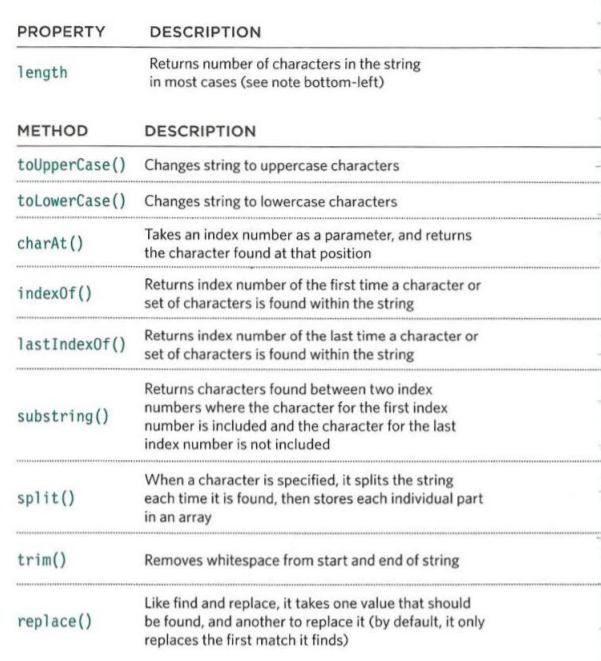 PROPERTY DESCRIPTION
length Returns number of characters in the string
in most cases (see note bottom-left)
METHOD DESCRIPTION
toUpperCase() Changes string to uppercase characters
toLowerCase() Changes string to lowercase characters
charAt() Takes an index number as a parameter, and returns
the character found at that position
indexOf() Returns index number of the first time a character or
set of characters is found within the string
lastIndexOf() Returns index number of the last time a character or
set of characters is found within the string
Returns characters found between two index
numbers where the character for the first index
substring() number is included and the character for the last
index number is not included
When a character is specified, it splits the string
split() each time it is found, then stores each individual part
in an array
trim() Removes whitespace from start and end of string
Like find and replace, it takes one value that should
replace() be found, and another to replace it (by default, it only
replaces the first match it finds)